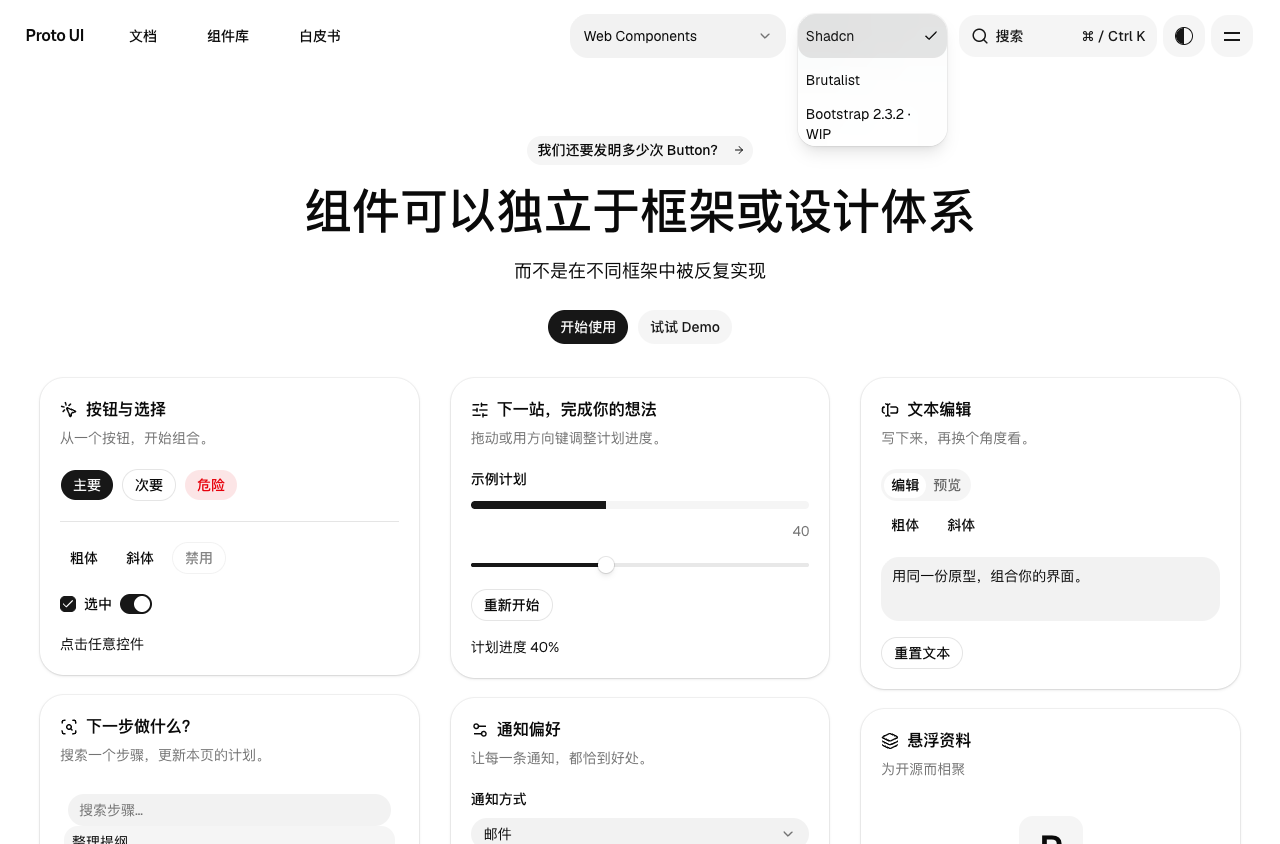 Proto UI
文档
组件库
白皮书
Web Components
Shadcn
搜索
⌘ / Ctrl K
Brutalist
Bootstrap 2.3.2 ·
WIP
我们还要发明多少次 Button? →
组件可以独立于框架或设计体系
而不是在不同框架中被反复实现
开始使用
试试 Demo
按钮与选择
从一个按钮，开始组合。
主要
次要
危险
粗体
斜体
禁用
选中
点击任意控件
下一站，完成你的想法
拖动或用方向键调整计划进度。
示例计划
40
重新开始
计划进度 40%
文本编辑
写下来，再换个角度看。
编辑
预览
粗体
斜体
用同一份原型，组合你的界面。
重置文本
下一步做什么?
搜索一个步骤，更新本页的计划。
搜索步骤...
整理提纲
通知偏好
让每一条通知，都恰到好处。
通知方式
邮件
悬浮资料
为开源而相聚